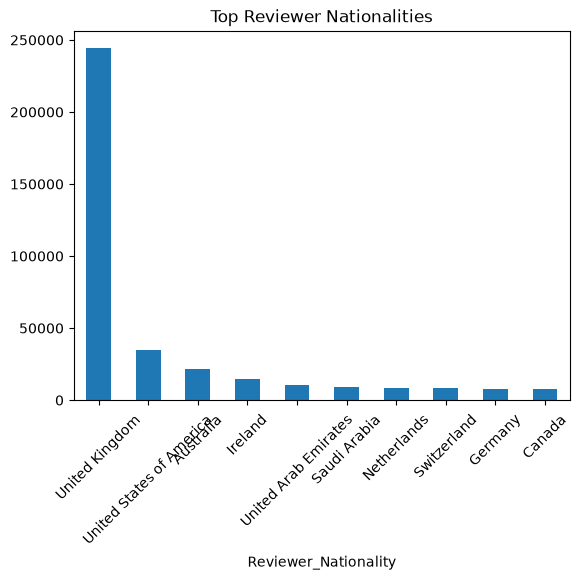 Top Reviewer Nationalities
250000
200000
150000
100000
50000
0
United Kingdom
United States of America
Australia
Ireland
United Arab Emirates
Saudi Arabia
Netherlands
Switzerland
Germany
Canada
Reviewer_Nationality